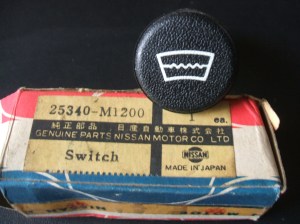 25340-M1200
1
ea.
純正部品 日産自動車株式会社
GENUINE PARTS NISSAN MOTOR CO LTD
Switch
NISSAN
MADE IN JAPAN